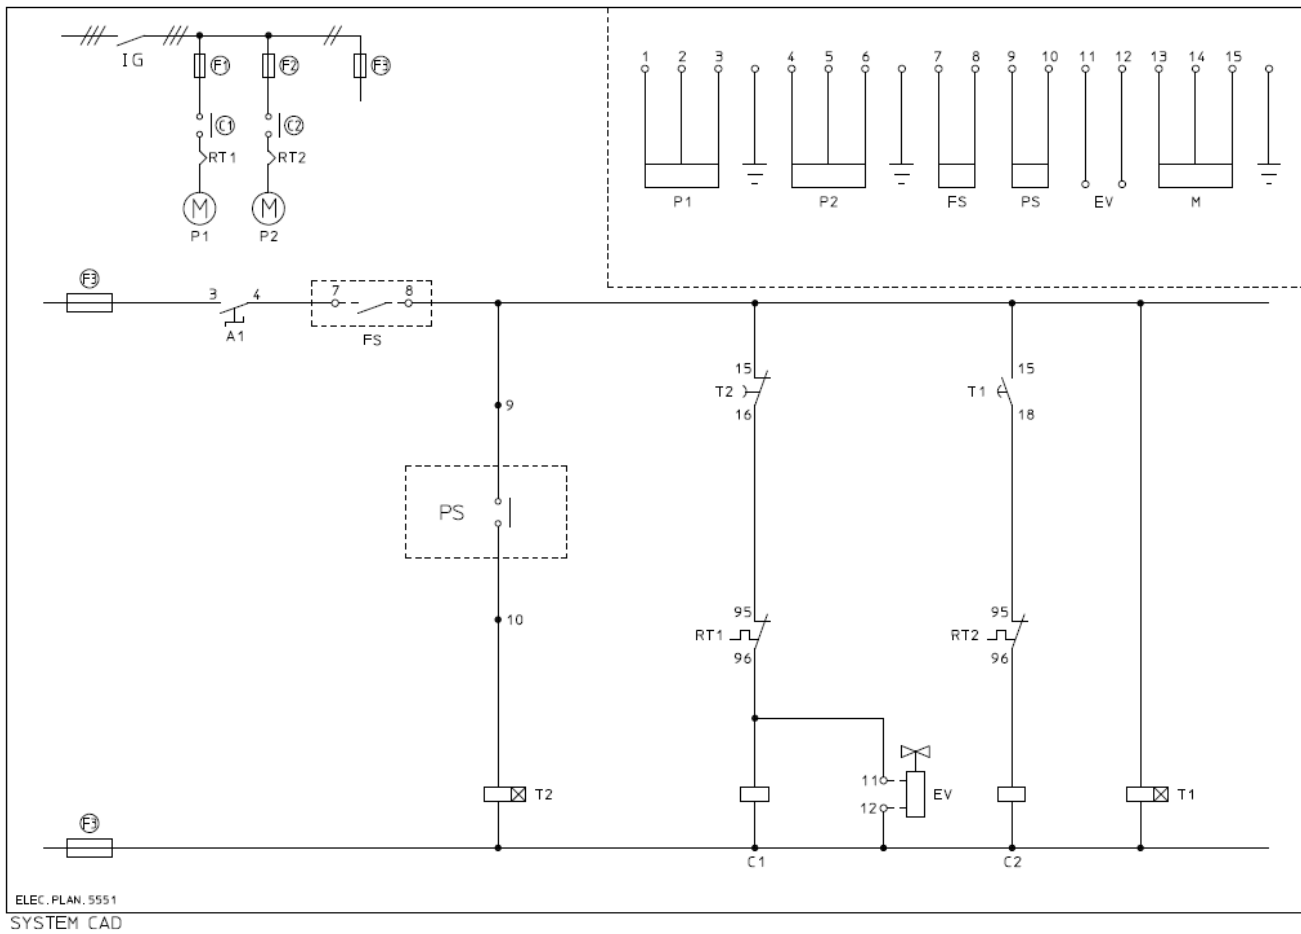 IG
F1
F2
F3
C1
C2
RT1
RT2
M
M
P1
P2
1 2 3 4 5 6 7 8 9 10 11 12 13 14 15
P1 P2 FS PS EV M
F3
3 4
A1
7 8
FS
9
PS
10
T2
15
T2
16
95
RT1
96
11
12
EV
C1
15
T1
18
95
RT2
96
C2
T1
F3
ELEC.PLAN.5551
SYSTEM CAD